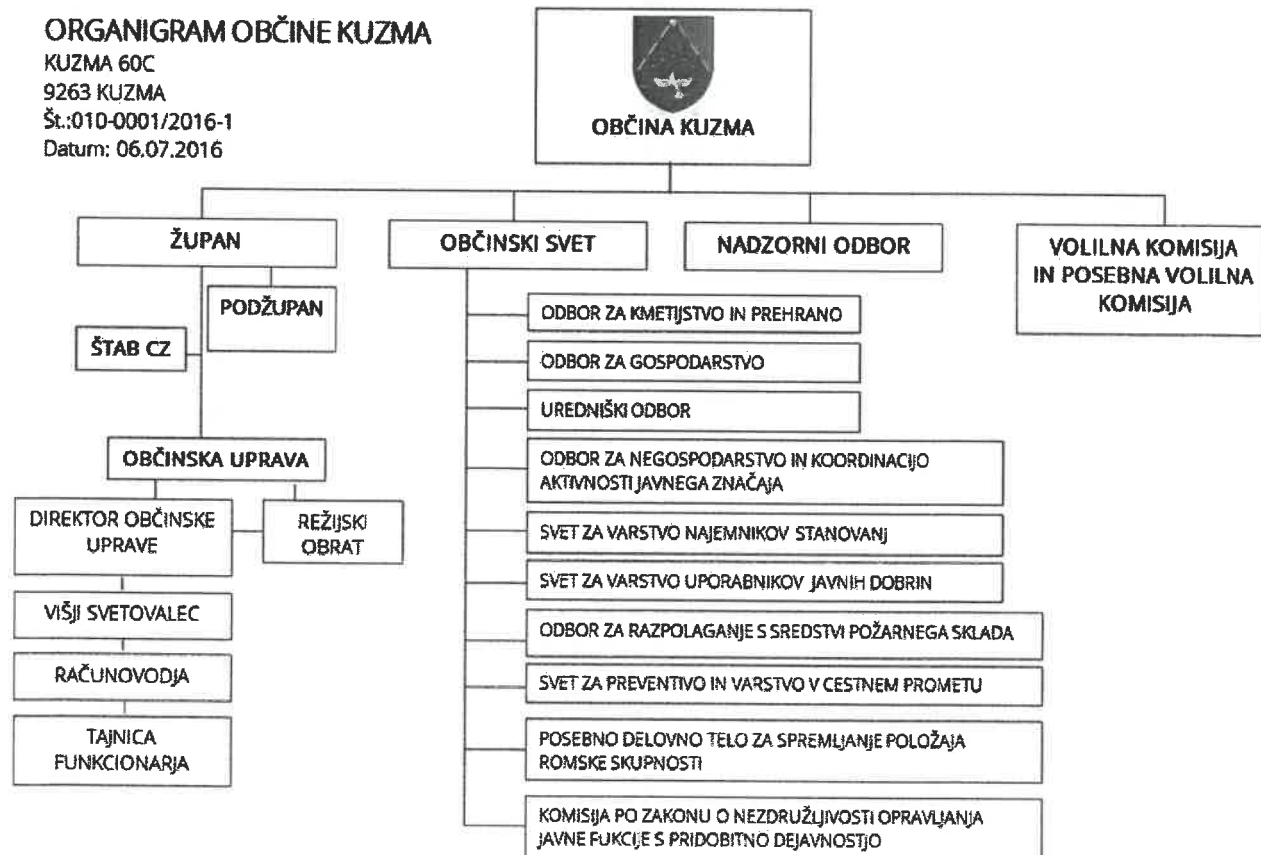 ORGANIGRAM OBČINE KUZMA
KUZMA 60C
9263 KUZMA
Št.:010-0001/2016-1
Datum: 06.07.2016
OBČINA KUZMA
ŽUPAN
OBČINSKI SVET
NADZORNI ODBOR
VOLILNA KOMISIJA
IN POSEBNA VOLILNA
KOMISIJA
PODŽUPAN
ŠTAB CZ
OBČINSKA UPRAVA
DIREKTOR OBČINSKE
UPRAVE
REŽIJSKI
OBRAT
VIŠJI SVETOVALEC
RAČUNOVODJA
TAJNICA
FUNKCIONARJA
ODBOR ZA KMETIJSTVO IN PREHRANO
ODBOR ZA GOSPODARSTVO
UREDNIŠKI ODBOR
ODBOR ZA NEGOSPODARSTVO IN KOORDINACIJO
AKTIVNOSTI JAVNEGA ZNAČAJA
SVET ZA VARSTVO NAJEMNIKOV STANOVANJ
SVET ZA VARSTVO UPORABNIKOV JAVNIH DOBRIN
ODBOR ZA RAZPOLAGANJE S SREDSTVI POŽARNEGA SKLADA
SVET ZA PREVENTIVO IN VARSTVO V CESTNEM PROMETU
POSEBNO DELOVNO TELO ZA SPREMLJANJE POLOŽAJA
ROMSKE SKUPNOSTI
KOMISIJA PO ZAKONU O NEZDRUŽLJIVOSTI OPRAVLJANJA
JAVNE FUKCIJE S PRIDOBITNO DEJAVNOSTJO